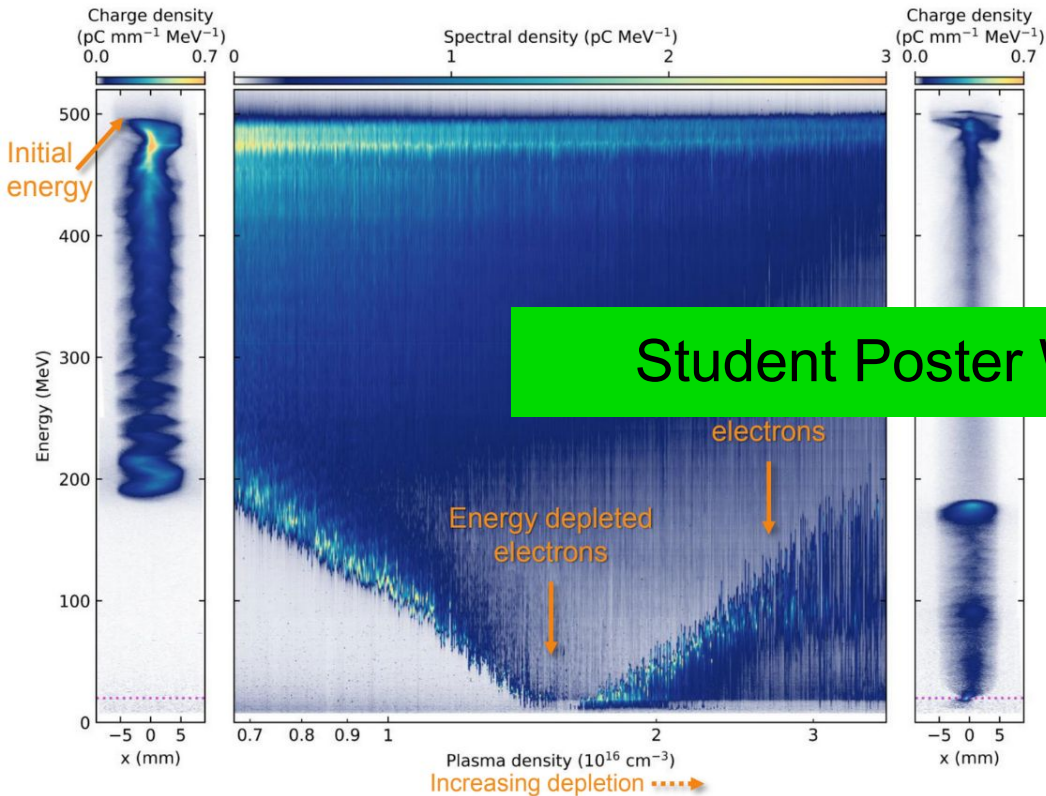 Charge density
(pC mm⁻¹ MeV⁻¹)
0.0 0.7
Spectral density (pC MeV⁻¹)
0 1 2 3
Charge density
(pC mm⁻¹ MeV⁻¹)
0.0 0.7
Initial
energy
Energy (MeV)
500
400
300
200
100
0
Student Poster
electrons
Energy depleted
electrons
−5 0 5
x (mm)
0.7 0.8 0.9 1 2 3
Plasma density (10¹⁶ cm⁻³)
Increasing depletion
−5 0 5
x (mm)